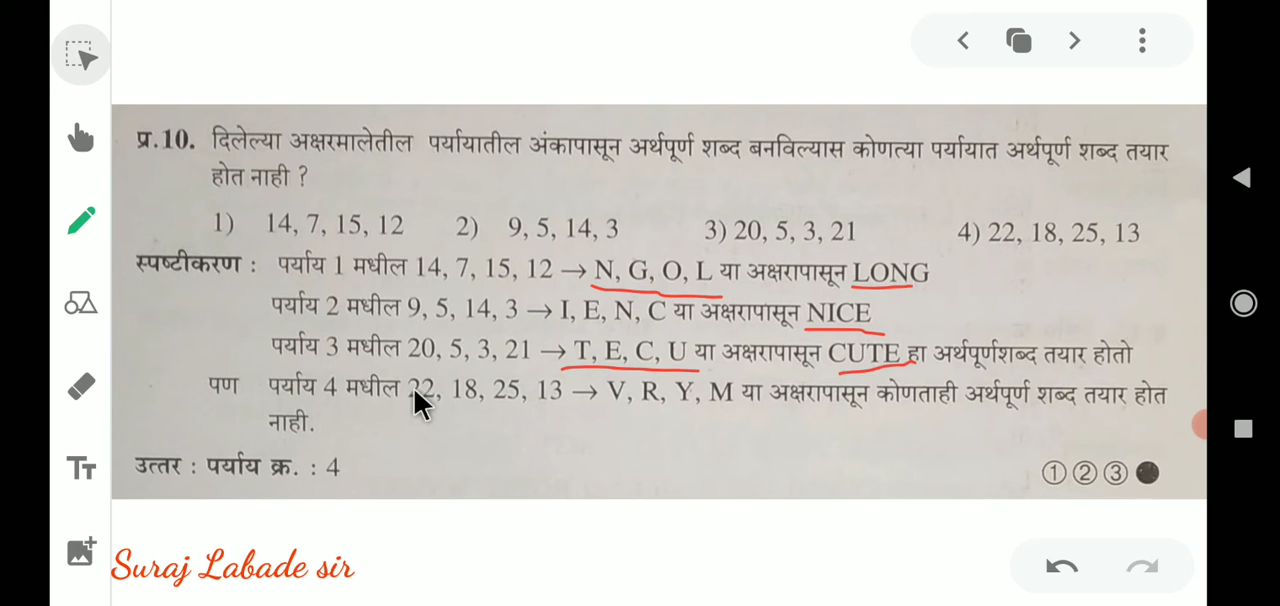 प्र.10. दिलेल्या अक्षरमालेतील पर्यायातील अंकापासून अर्थपूर्ण शब्द बनविल्यास कोणत्या पर्यायात अर्थपूर्ण शब्द तयार
होत नाही ?
1) 14, 7, 15, 12 2) 9, 5, 14, 3 3) 20, 5, 3, 21 4) 22, 18, 25, 13
स्पष्टीकरण : पर्याय 1 मधील 14, 7, 15, 12 → N, G, O, L या अक्षरापासून LONG
पर्याय 2 मधील 9, 5, 14, 3 → I, E, N, C या अक्षरापासून NICE
पर्याय 3 मधील 20, 5, 3, 21 → T, E, C, U या अक्षरापासून CUTE हा अर्थपूर्णशब्द तयार होतो
पण पर्याय 4 मधील 22, 18, 25, 13 → V, R, Y, M या अक्षरापासून कोणताही अर्थपूर्ण शब्द तयार होत
नाही.
उत्तर : पर्याय क्र. : 4 ① ② ③ ●
Suraj Labade sir
TT